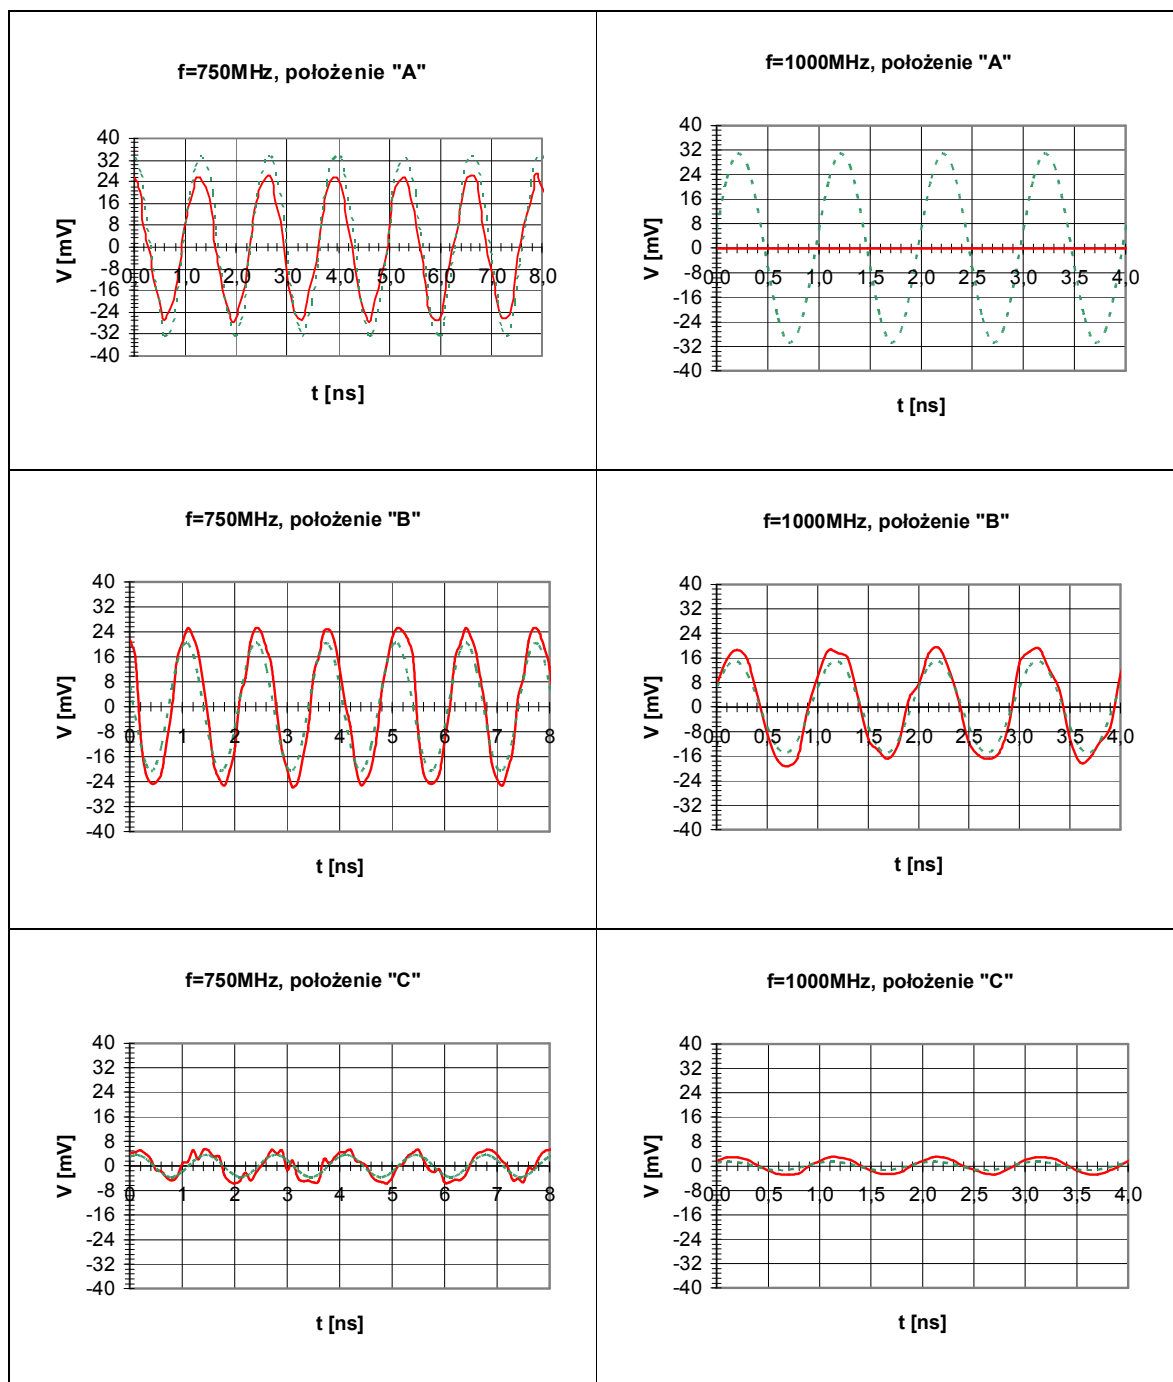 f=750MHz, położenie "A"
40
32
24
16
8
0
-8
-16
-24
-32
-40
0,0 1,0 2,0 3,0 4,0 5,0 6,0 7,0 8,0
V [mV]
t [ns]
f=1000MHz, położenie "A"
40
32
24
16
8
0
-8
-16
-24
-32
-40
0,0 0,5 1,0 1,5 2,0 2,5 3,0 3,5 4,0
V [mV]
t [ns]
f=750MHz, położenie "B"
40
32
24
16
8
0
-8
-16
-24
-32
-40
0 1 2 3 4 5 6 7 8
V [mV]
t [ns]
f=1000MHz, położenie "B"
40
32
24
16
8
0
-8
-16
-24
-32
-40
0,0 0,5 1,0 1,5 2,0 2,5 3,0 3,5 4,0
V [mV]
t [ns]
f=750MHz, położenie "C"
40
32
24
16
8
0
-8
-16
-24
-32
-40
0 1 2 3 4 5 6 7 8
V [mV]
t [ns]
f=1000MHz, położenie "C"
40
32
24
16
8
0
-8
-16
-24
-32
-40
0,0 0,5 1,0 1,5 2,0 2,5 3,0 3,5 4,0
V [mV]
t [ns]